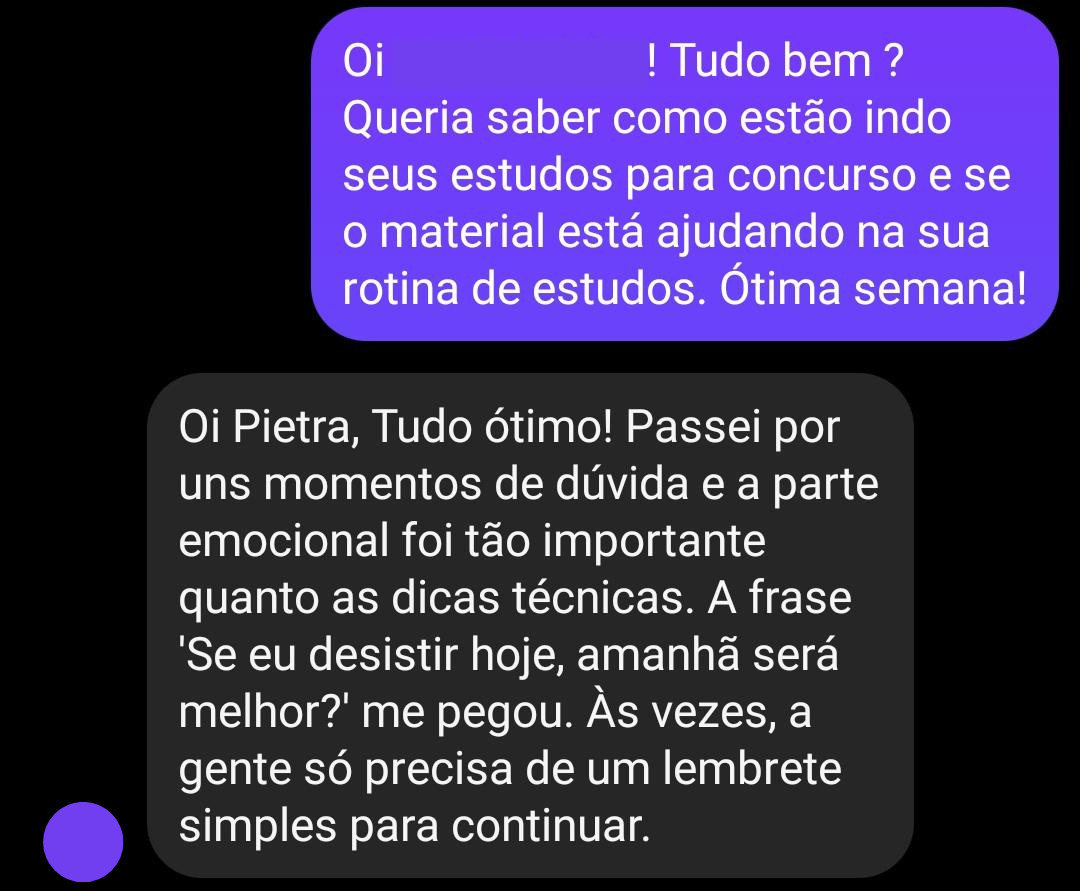 Oi ! Tudo bem ?
Queria saber como estão indo
seus estudos para concurso e se
o material está ajudando na sua
rotina de estudos. Ótima semana!
Oi Pietra, Tudo ótimo! Passei por
uns momentos de dúvida e a parte
emocional foi tão importante
quanto as dicas técnicas. A frase
'Se eu desistir hoje, amanhã será
melhor?' me pegou. Às vezes, a
gente só precisa de um lembrete
simples para continuar.